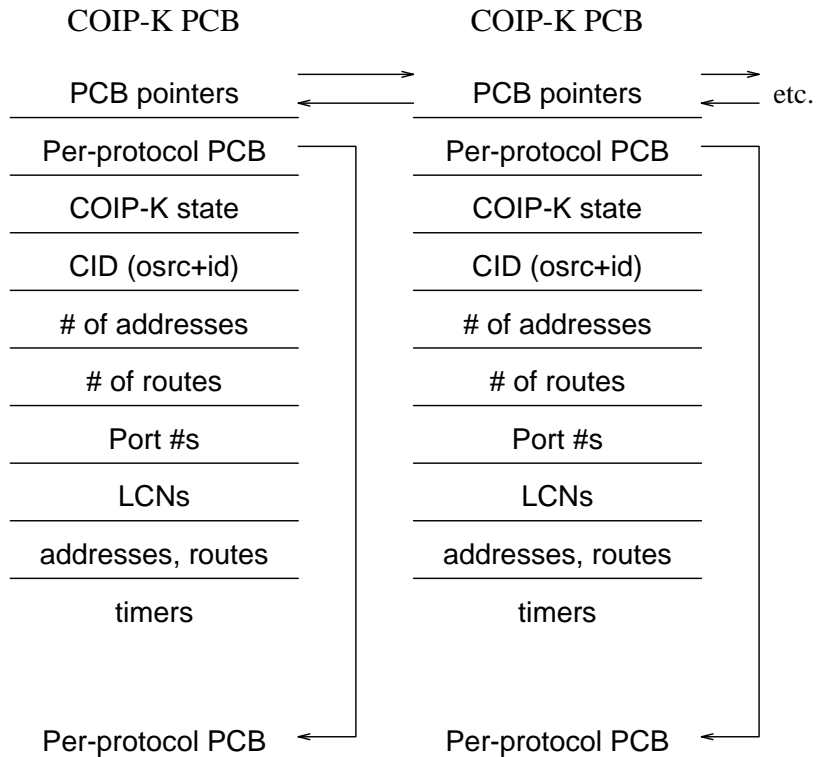 COIP-K PCB
PCB pointers
Per-protocol PCB
COIP-K state
CID (osrc+id)
# of addresses
# of routes
Port #s
LCNs
addresses, routes
timers
Per-protocol PCB
COIP-K PCB
PCB pointers
etc.
Per-protocol PCB
COIP-K state
CID (osrc+id)
# of addresses
# of routes
Port #s
LCNs
addresses, routes
timers
Per-protocol PCB